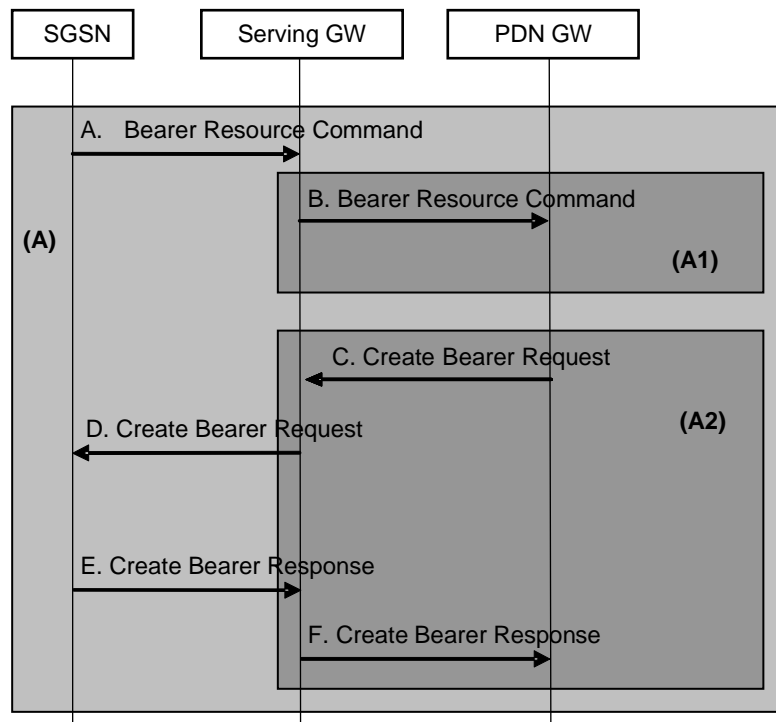 SGSN
Serving GW
PDN GW
A. Bearer Resource Command
B. Bearer Resource Command
(A)
(A1)
C. Create Bearer Request
D. Create Bearer Request
(A2)
E. Create Bearer Response
F. Create Bearer Response